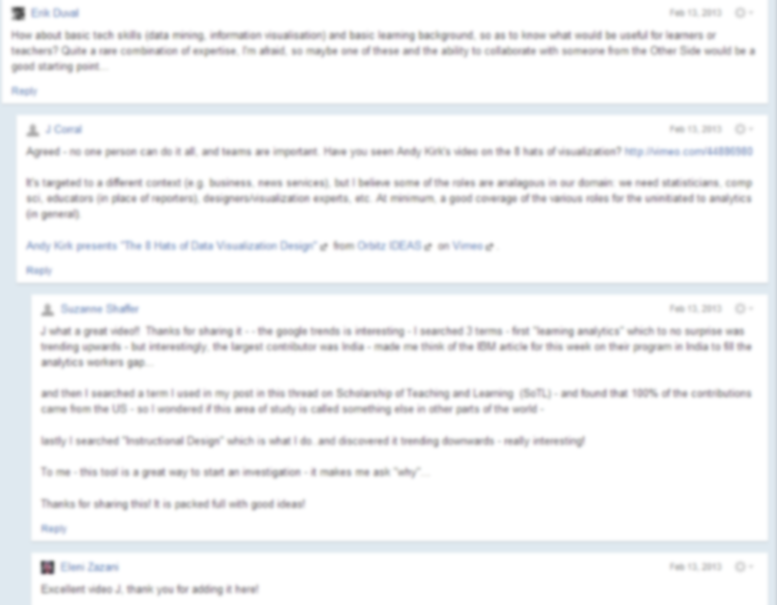 Erik Duval Feb 13, 2013
How about basic tech skills (data mining, information visualisation) and basic learning background, so as to know what would be useful for learners or
teachers? Quite a rare combination of expertise, I'm afraid, so maybe one of these and the ability to collaborate with someone from the Other Side would be a
good starting point...
Reply
J Corral Feb 13, 2013
Agreed - no one person can do it all, and teams are important. Have you seen Andy Kirk's video on the 8 hats of visualization? http://vimeo.com/
It's targeted to a different context (e.g. business, news services), but I believe some of the roles are analagous in our domain: we need statisticians, comp
sci, educators (in place of reporters), designers/visualization experts, etc. At minimum, a good coverage of the various roles for the uninitiated to analytics
(in general).
Andy Kirk presents "The 8 Hats of Data Visualization Design" from Orbitz IDEAS on Vimeo.
Reply
Suzanne Shaffer Feb 13, 2013
J what a great video!! Thanks for sharing it - - the google trends is interesting - I searched 3 terms - first "learning analytics" which to no surprise was
trending upwards - but interestingly, the largest contributor was India - made me think of the IBM article for this week on their program in India to fill the
analytics workers gap...
and then I searched a term I used in my post in this thread on Scholarship of Teaching and Learning (SoTL) - and found that 100% of the contributions
came from the US - so I wondered if this area of study is called something else in other parts of the world -
lastly I searched "Instructional Design" which is what I do. and discovered it trending downwards - really interesting!
To me - this tool is a great way to start an investigation - it makes me ask "why"...
Thanks for sharing this! It is packed full with good ideas!
Reply
Eleni Zazani Feb 13, 2013
Excellent video J, thank you for adding it here!